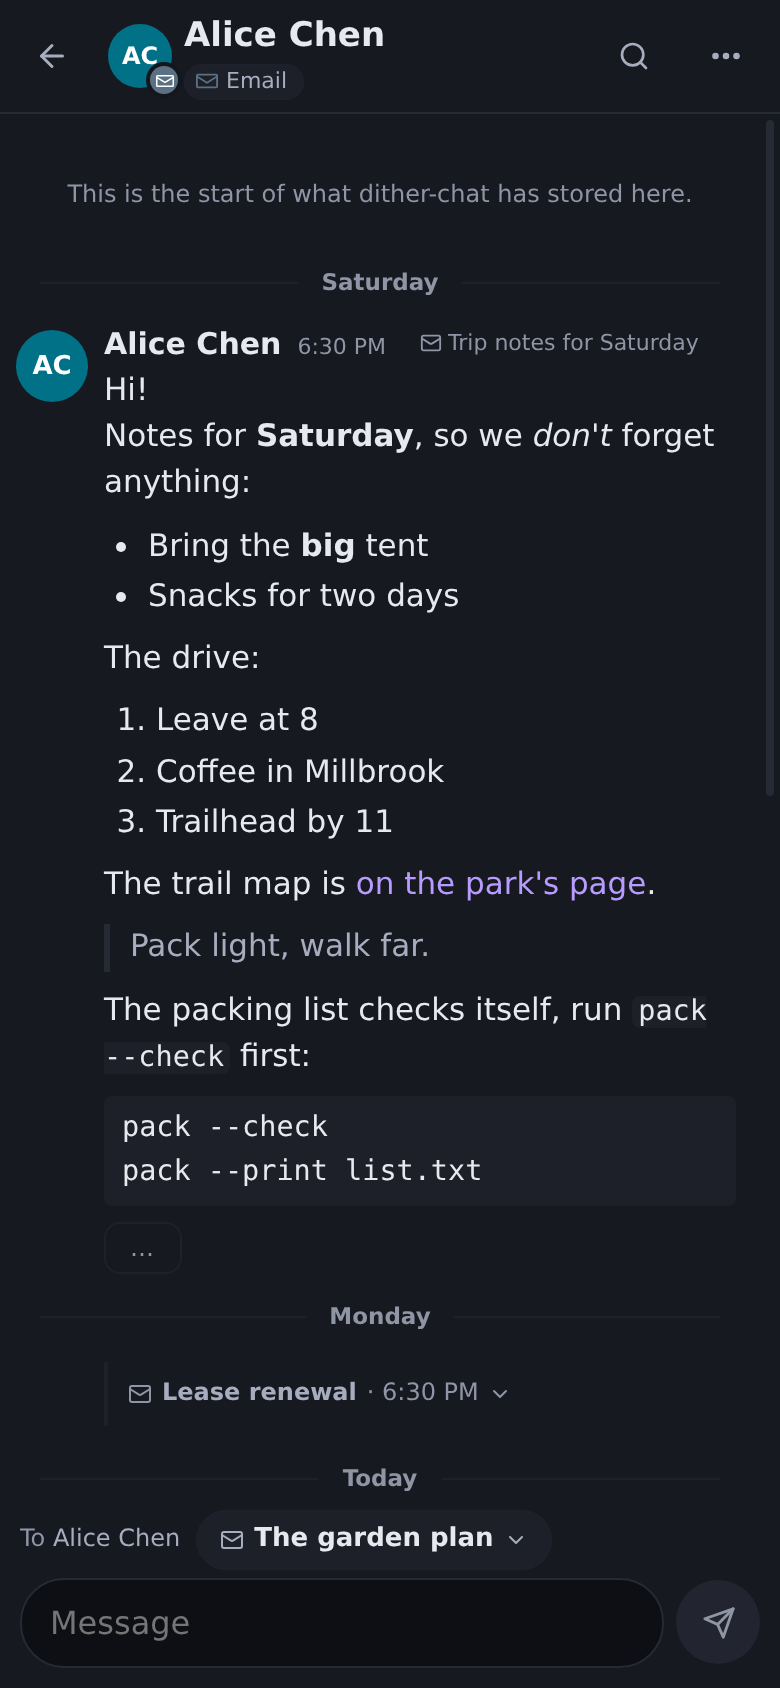 Alice Chen
AC
Email
This is the start of what dither-chat has stored here.
Saturday
AC
Alice Chen 6:30 PM Trip notes for Saturday
Hi!
Notes for Saturday, so we don't forget
anything:
• Bring the big tent
• Snacks for two days
The drive:
1. Leave at 8
2. Coffee in Millbrook
3. Trailhead by 11
The trail map is on the park's page.
Pack light, walk far.
The packing list checks itself, run pack
--check first:
pack --check
pack --print list.txt
...
Monday
Lease renewal · 6:30 PM
Today
To Alice Chen The garden plan
Message